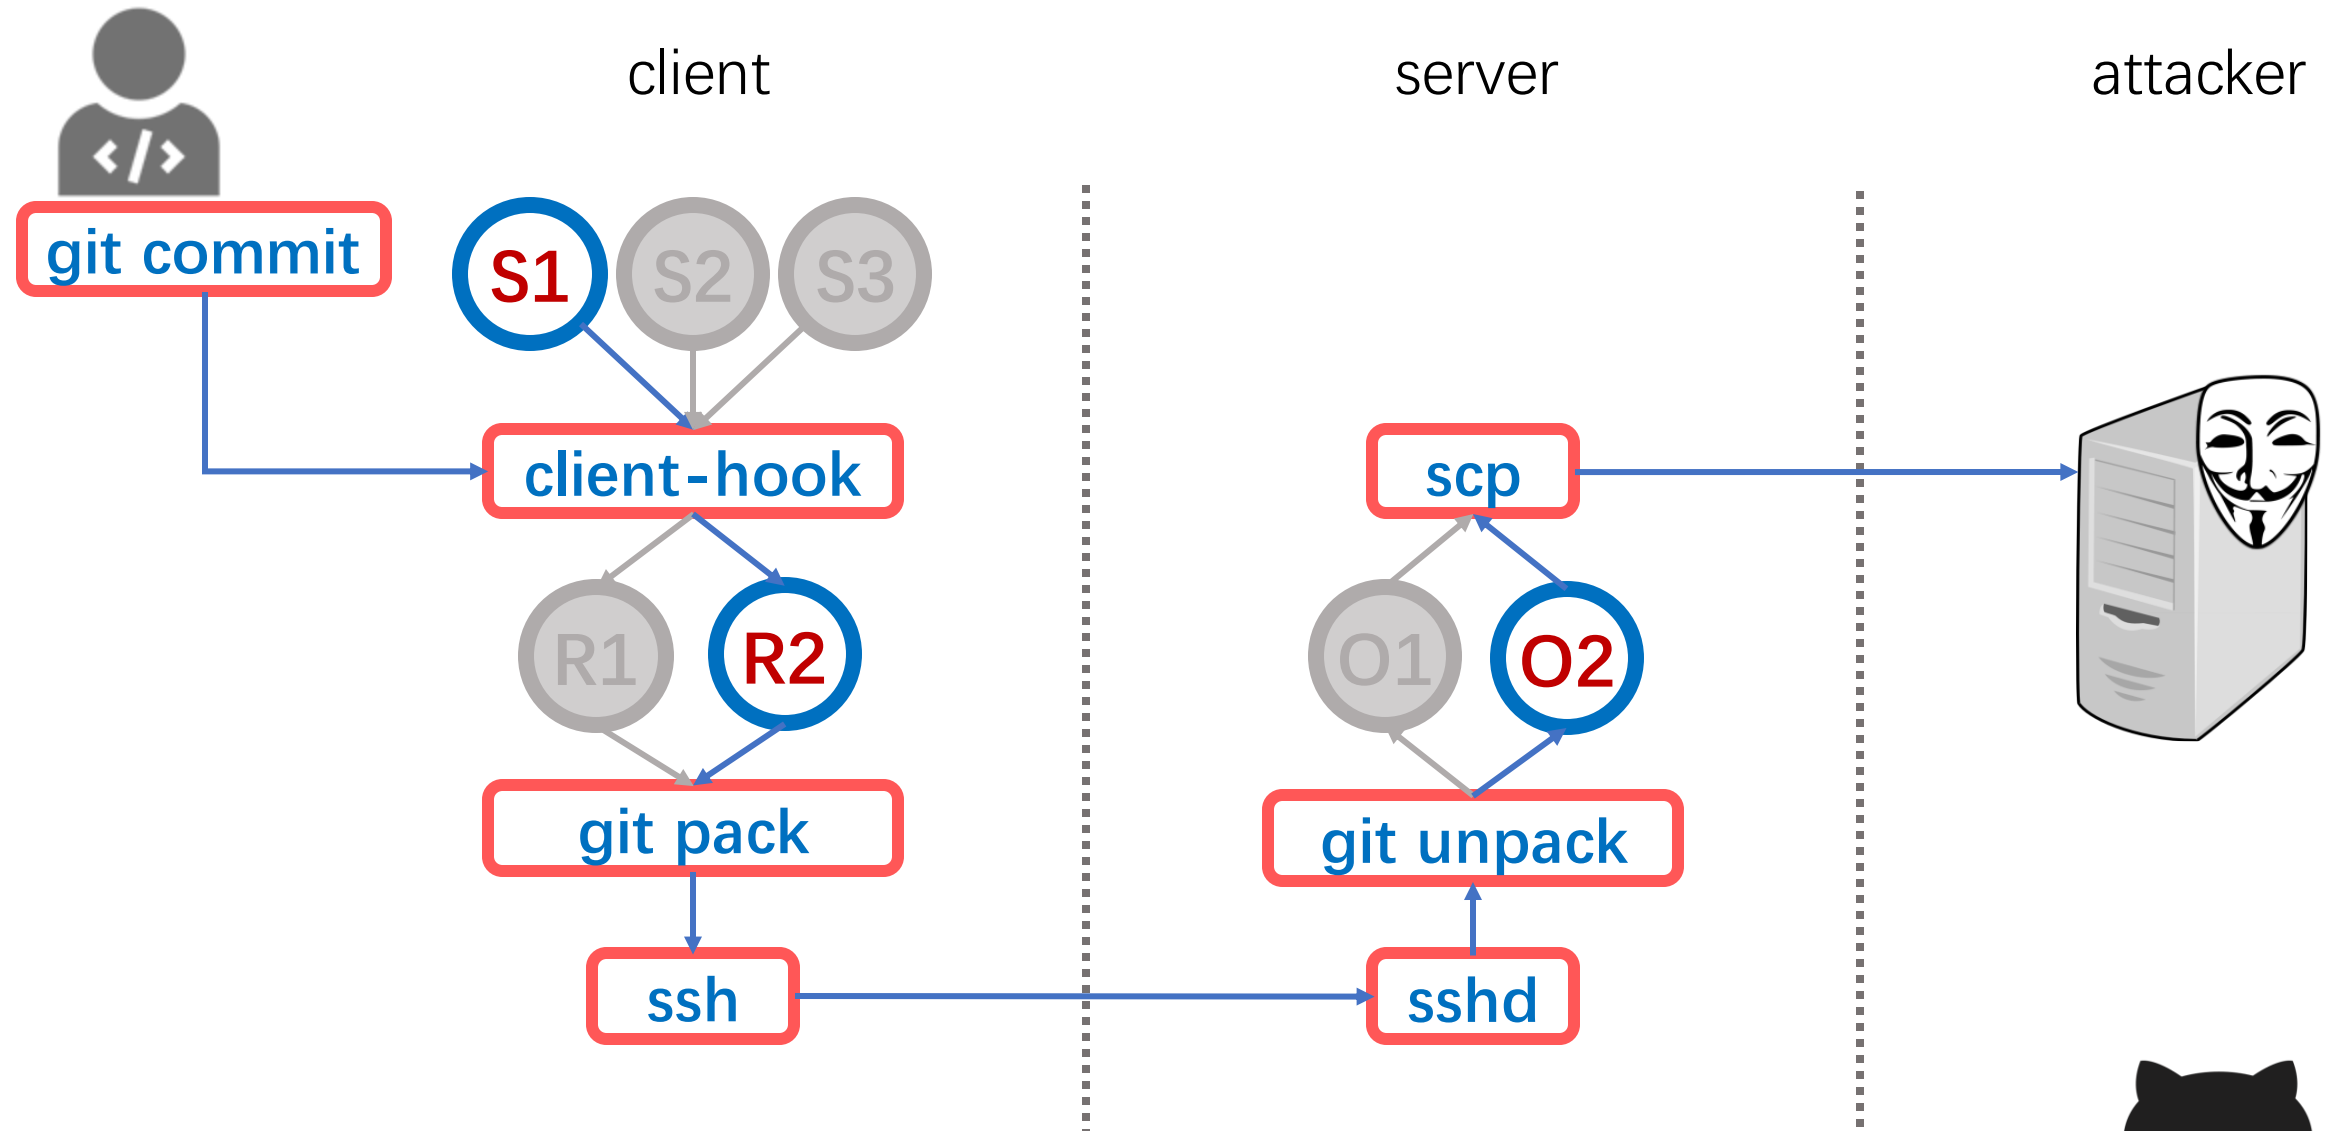 client
server
attacker
</>
git commit
S1
S2
S3
client-hook
scp
R1
R2
O1
O2
git pack
git unpack
ssh
sshd